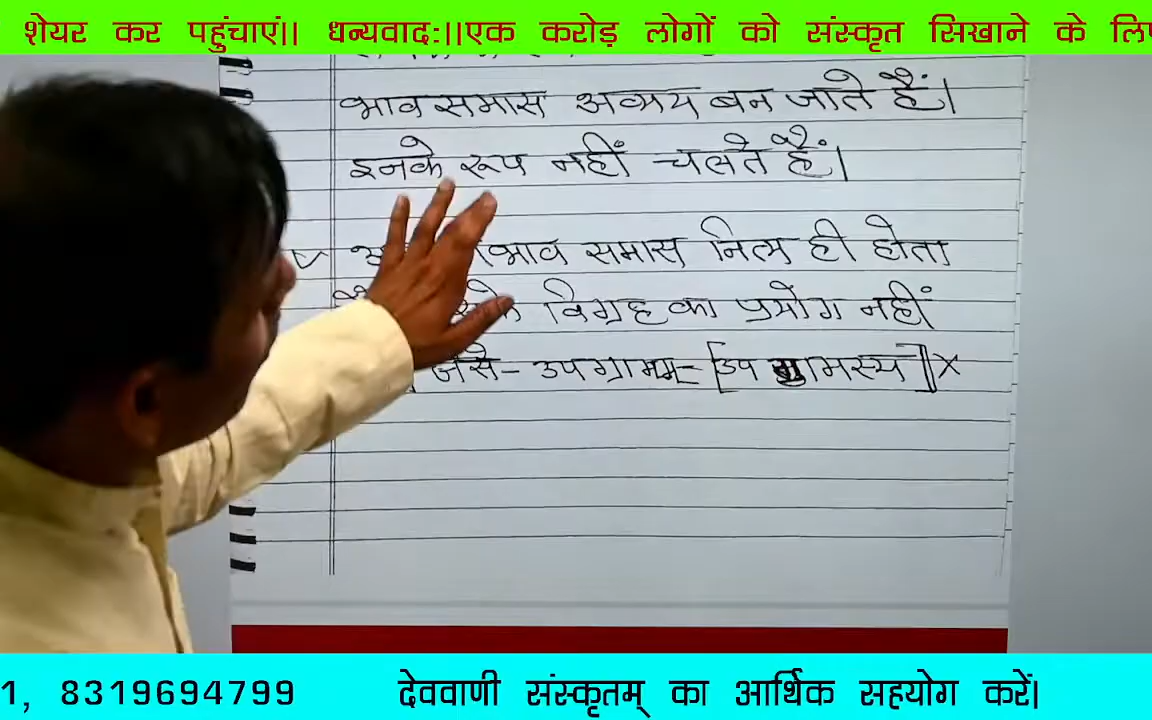 शेयर कर पहुंचाएं|| धन्यवाद:||एक करोड़ लोगों को संस्कृत सिखाने के लि
भाव समास अव्यय बन जाते हैं|
इनके रूप नहीं चलते हैं|
भाव समास नित्य ही होता
विग्रह का प्रयोग नहीं
जैसे- उपग्रामम्- [उप ग्रामस्य] ×
1, 8319694799 देववाणी संस्कृतम् का आर्थिक सहयोग करें|